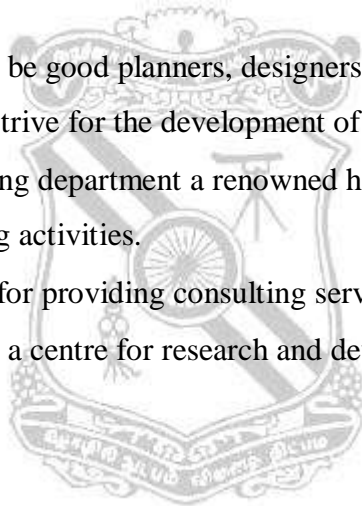 be good planners, designers
trive for the development of
ng department a renowned h
g activities.
for providing consulting serv
a centre for research and de